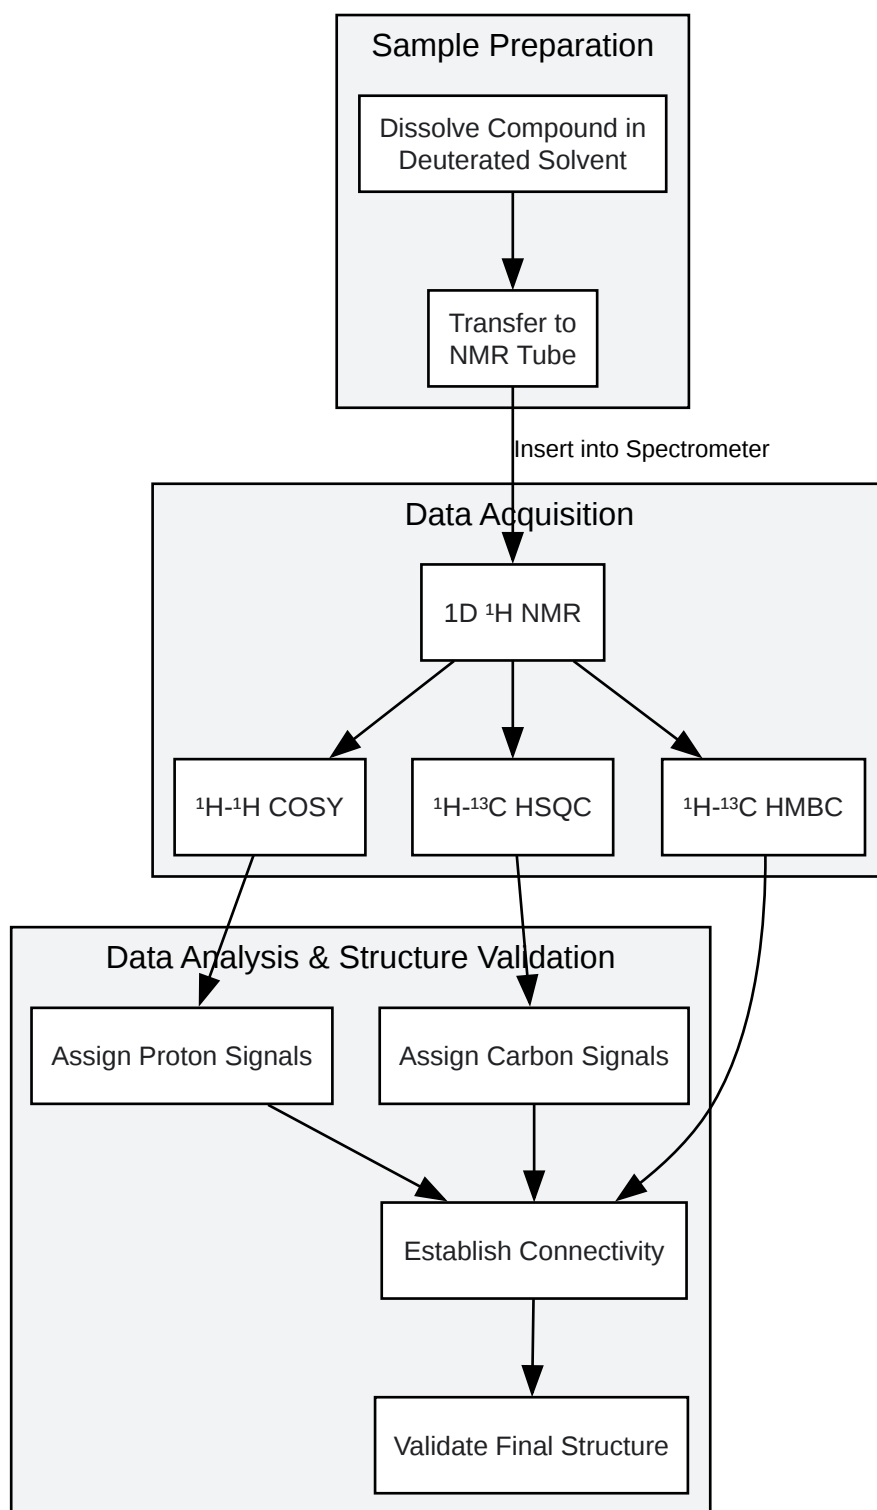 Sample Preparation
Dissolve Compound in
Deuterated Solvent
Transfer to
NMR Tube
Insert into Spectrometer
Data Acquisition
1D ¹H NMR
¹H-¹H COSY
¹H-¹³C HSQC
¹H-¹³C HMBC
Data Analysis & Structure Validation
Assign Proton Signals
Assign Carbon Signals
Establish Connectivity
Validate Final Structure